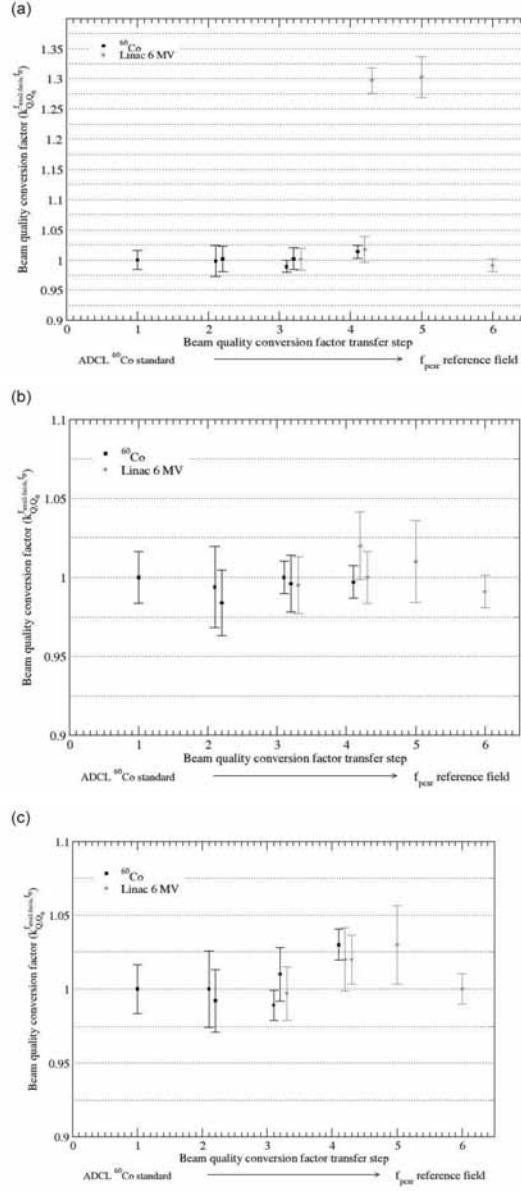 (a)
60Co
Linac 6 MV
Beam quality conversion factor (k
1.35
1.3
1.25
1.2
1.15
1.1
1.05
1
0.95
0.9
0 1 2 3 4 5 6
Beam quality conversion factor transfer step
ADCL 60Co standard
reference field
(b)
60Co
Linac 6 MV
Beam quality conversion factor (k
1.1
1.05
1
0.95
0.9
0 1 2 3 4 5 6
Beam quality conversion factor transfer step
ADCL 60Co standard
reference field
(c)
60Co
Linac 6 MV
Beam quality conversion factor (k
1.1
1.05
1
0.95
0.9
0 1 2 3 4 5 6
Beam quality conversion factor transfer step
ADCL 60Co standard
reference field